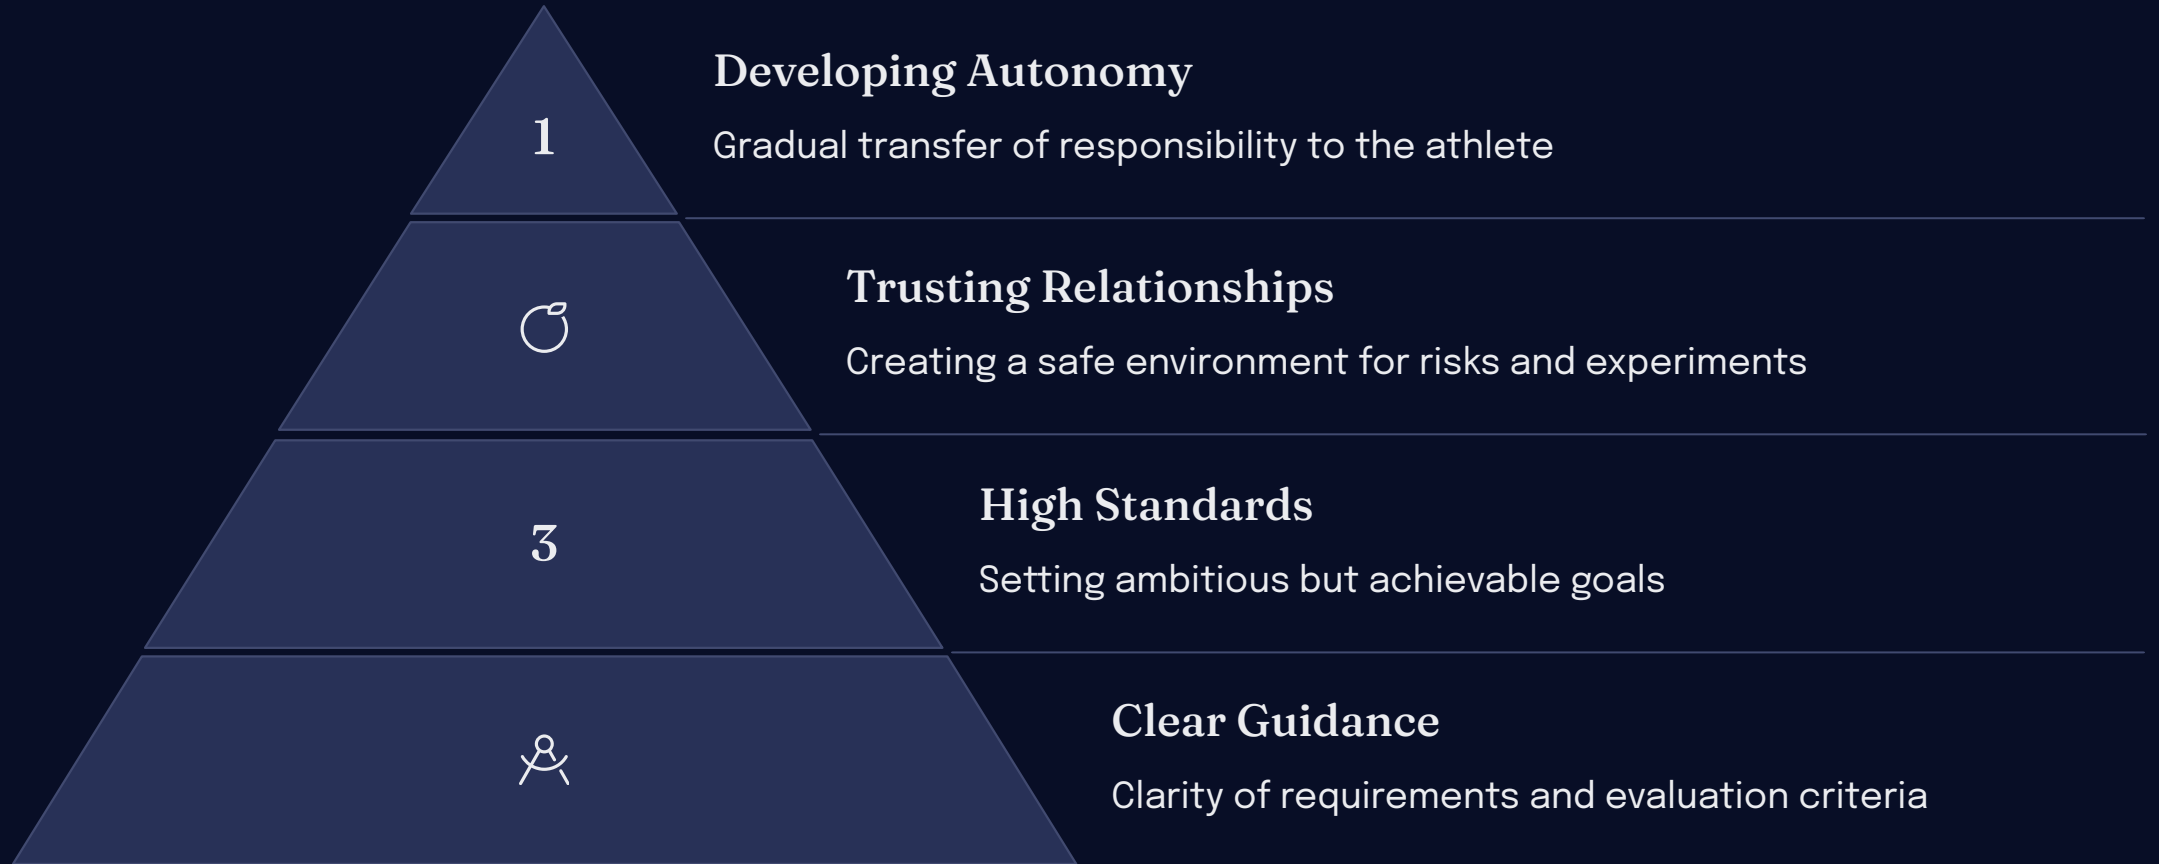 1
Developing Autonomy
Gradual transfer of responsibility to the athlete
Trusting Relationships
Creating a safe environment for risks and experiments
3
High Standards
Setting ambitious but achievable goals
Clear Guidance
Clarity of requirements and evaluation criteria